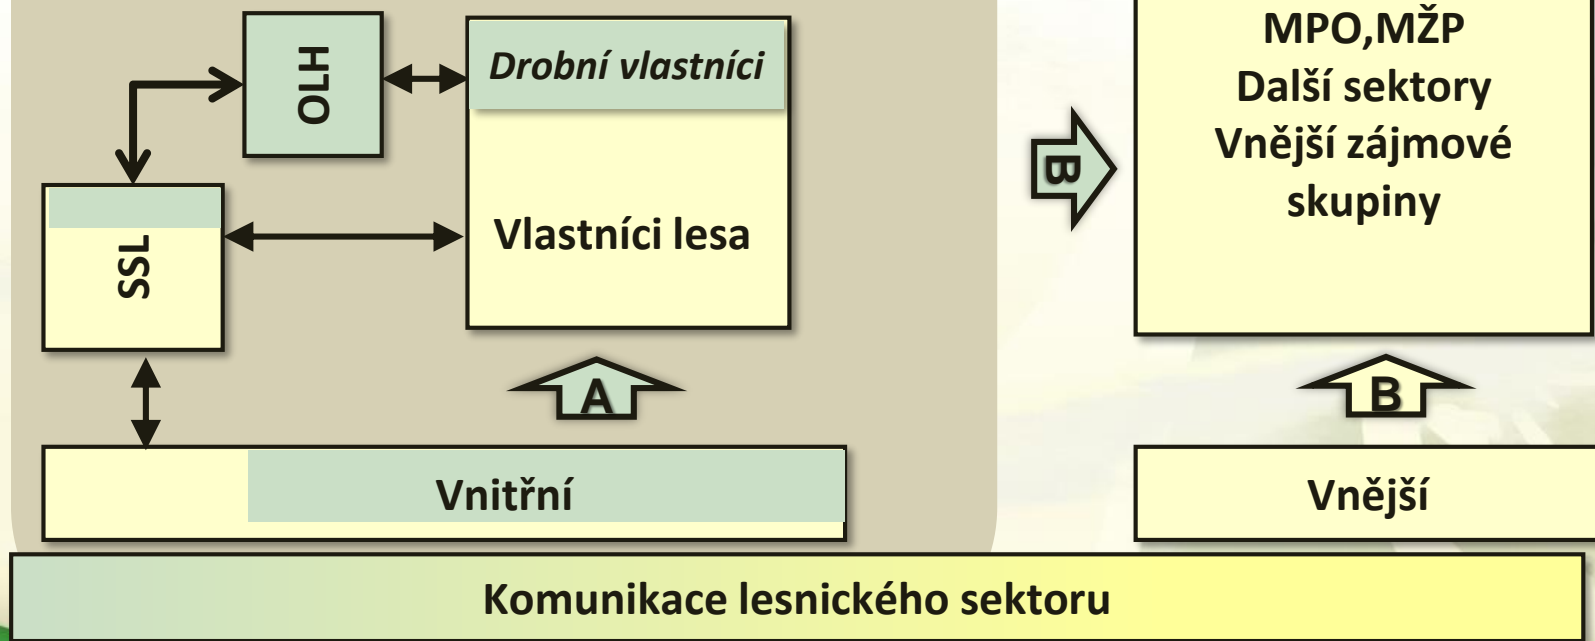 OLH
Drobní vlastníci
SSL
Vlastníci lesa
A
Vnitřní
B
MPO,MŽP
Další sektory
Vnější zájmové
skupiny
B
Vnější
Komunikace lesnického sektoru